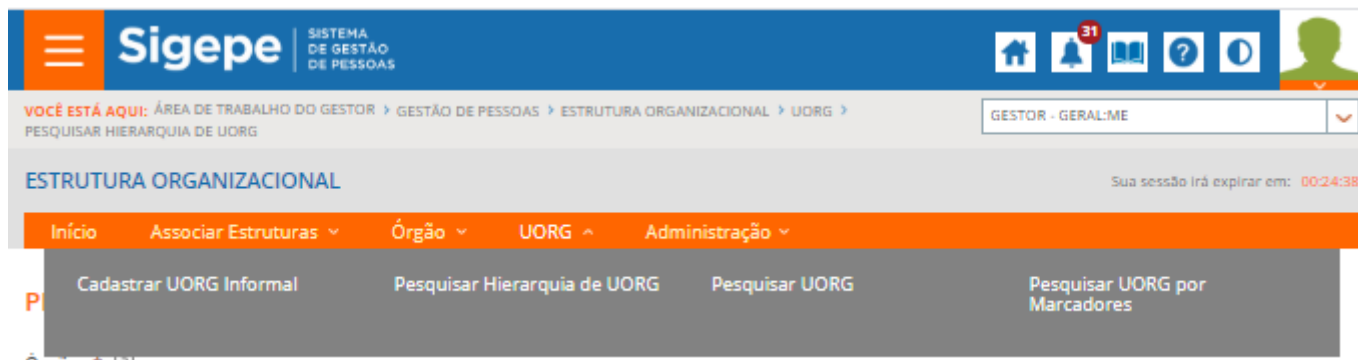 Sigepe
SISTEMA
DE GESTÃO
DE PESSOAS
31
VOCÊ ESTÁ AQUI: ÁREA DE TRABALHO DO GESTOR > GESTÃO DE PESSOAS > ESTRUTURA ORGANIZACIONAL > UORG >
PESQUISAR HIERARQUIA DE UORG
GESTOR - GERAL:ME
ESTRUTURA ORGANIZACIONAL
Sua sessão irá expirar em: 00:24:38
Início Associar Estruturas Órgão UORG Administração
Cadastrar UORG Informal Pesquisar Hierarquia de UORG Pesquisar UORG Pesquisar UORG por
Marcadores